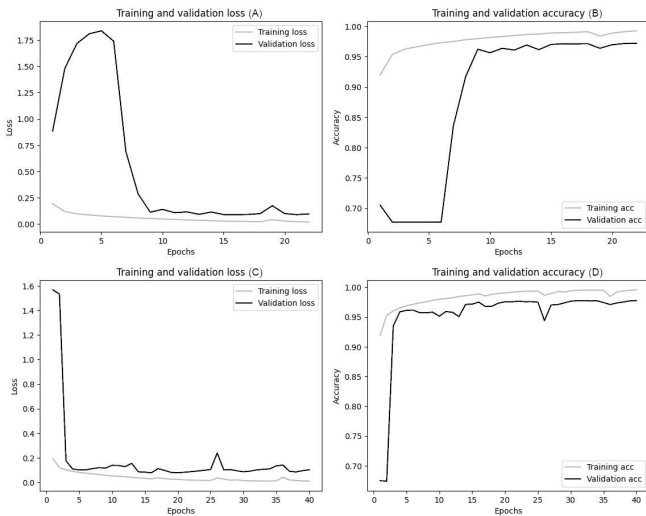 Training and validation loss (A)
1.75
1.50
1.25
1.00
0.75
0.50
0.25
0.00
Loss
0
5
10
15
20
Epochs
Training loss
Validation loss
Training and validation accuracy (B)
1.00
0.95
0.90
0.85
0.80
0.75
0.70
Accuracy
0
5
10
15
20
Epochs
Training acc
Validation acc
Training and validation loss (C)
1.6
1.4
1.2
1.0
0.8
0.6
0.4
0.2
0.0
Loss
0
5
10
15
20
25
30
35
40
Epochs
Training loss
Validation loss
Training and validation accuracy (D)
1.00
0.95
0.90
0.85
0.80
0.75
0.70
Accuracy
0
5
10
15
20
25
30
35
40
Epochs
Training acc
Validation acc